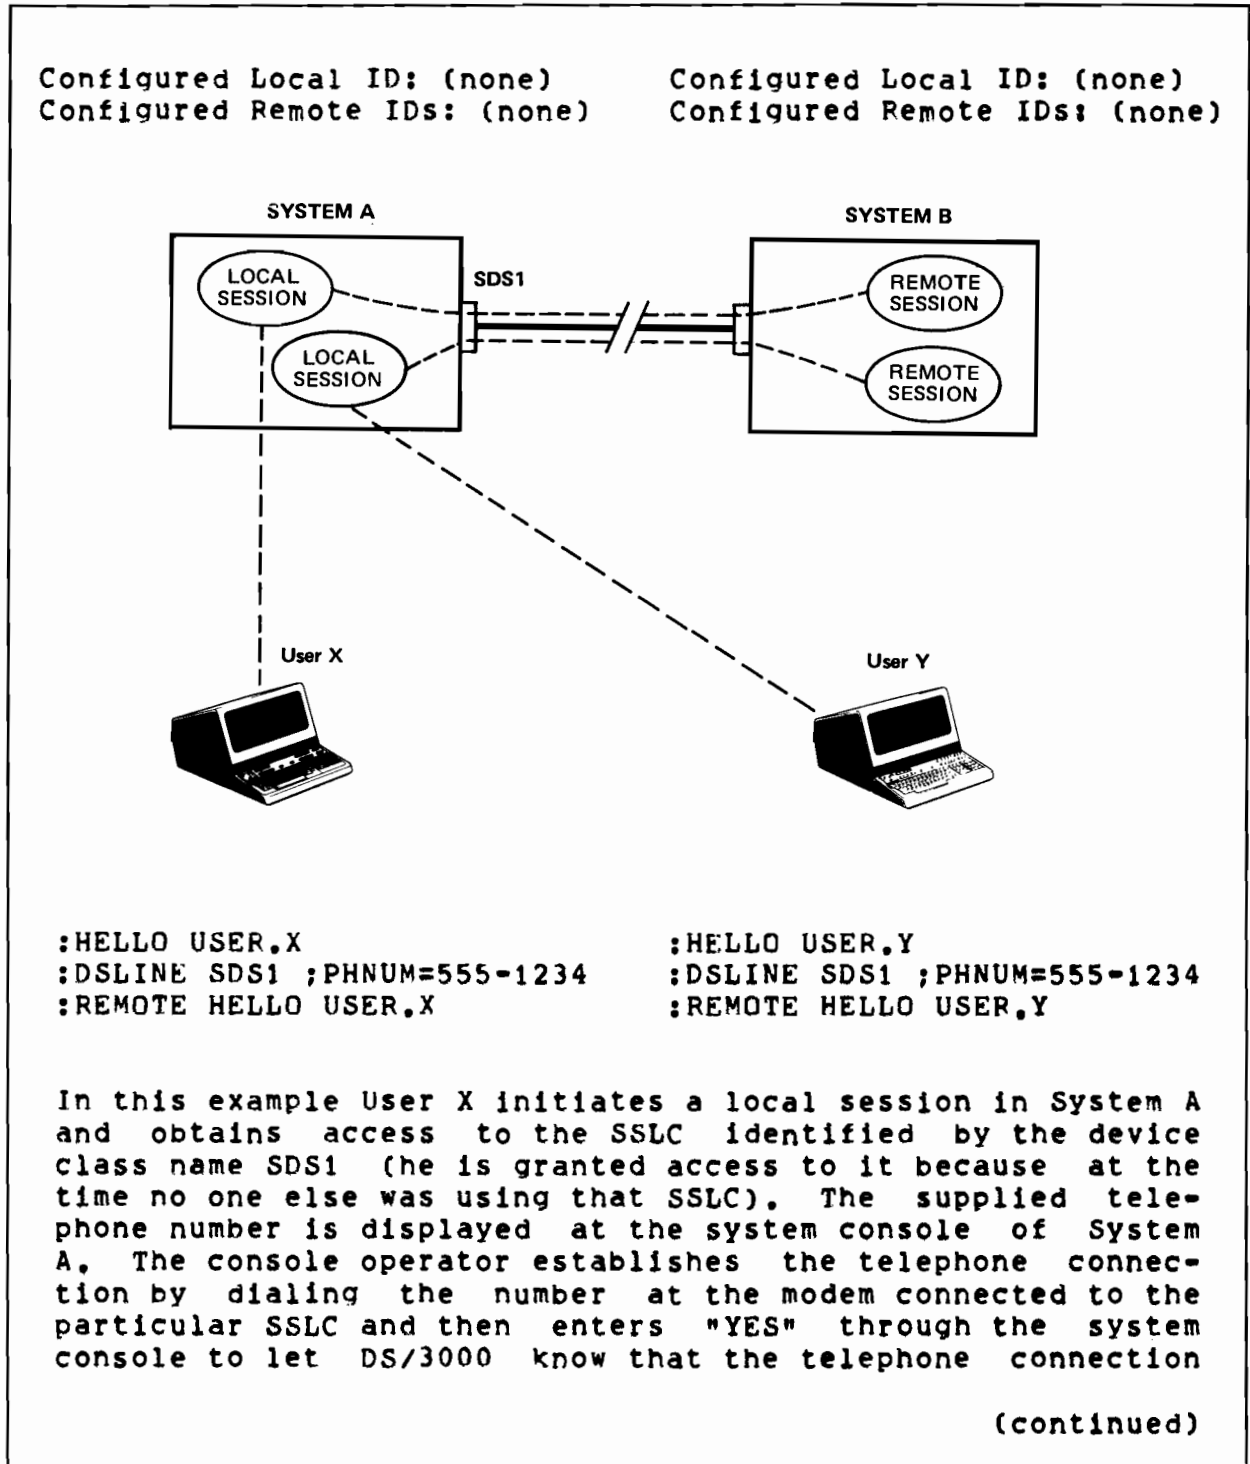 Configured Local ID: (none)
Configured Remote IDs: (none)
Configured Local ID: (none)
Configured Remote IDs: (none)
SYSTEM A
SYSTEM B
LOCAL
SESSION
SDS1
REMOTE
SESSION
LOCAL
SESSION
REMOTE
SESSION
User X
User Y
:HELLO USER.X
:DSLINE SDS1 ;PHNUM=555-1234
:REMOTE HELLO USER.X
:HELLO USER.Y
:DSLINE SDS1 ;PHNUM=555-1234
:REMOTE HELLO USER.Y
In this example User X initiates a local session in System A
and obtains access to the SSLC identified by the device
class name SDS1 (he is granted access to it because at the
time no one else was using that SSLC). The supplied tele-
phone number is displayed at the system console of System
A. The console operator establishes the telephone connec-
tion by dialing the number at the modem connected to the
particular SSLC and then enters "YES" through the system
console to let DS/3000 know that the telephone connection
(continued)